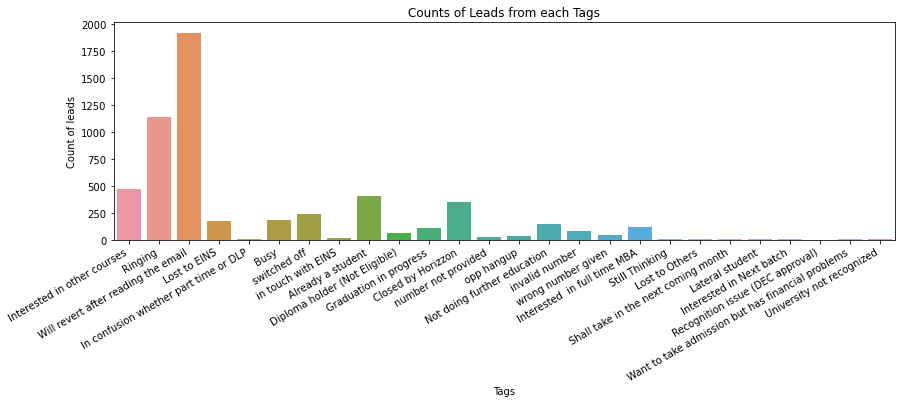 Counts of Leads from each Tags
Count of leads
2000
1750
1500
1250
1000
750
500
250
0
Interested in other courses
Ringing
Will revert after reading the email
Lost to EINS
In confusion whether part time or DLP
Busy
switched off
in touch with EINS
Already a student
Diploma holder (Not Eligible)
Graduation in progress
Closed by Horizzon
number not provided
opp hangup
Not doing further education
invalid number
wrong number given
Interested  in full time MBA
Still Thinking
Lost to Others
Shall take in the next coming month
Lateral student
Interested in Next batch
Recognition issue (DEC approval)
Want to take admission but has financial problems
University not recognized
Tags